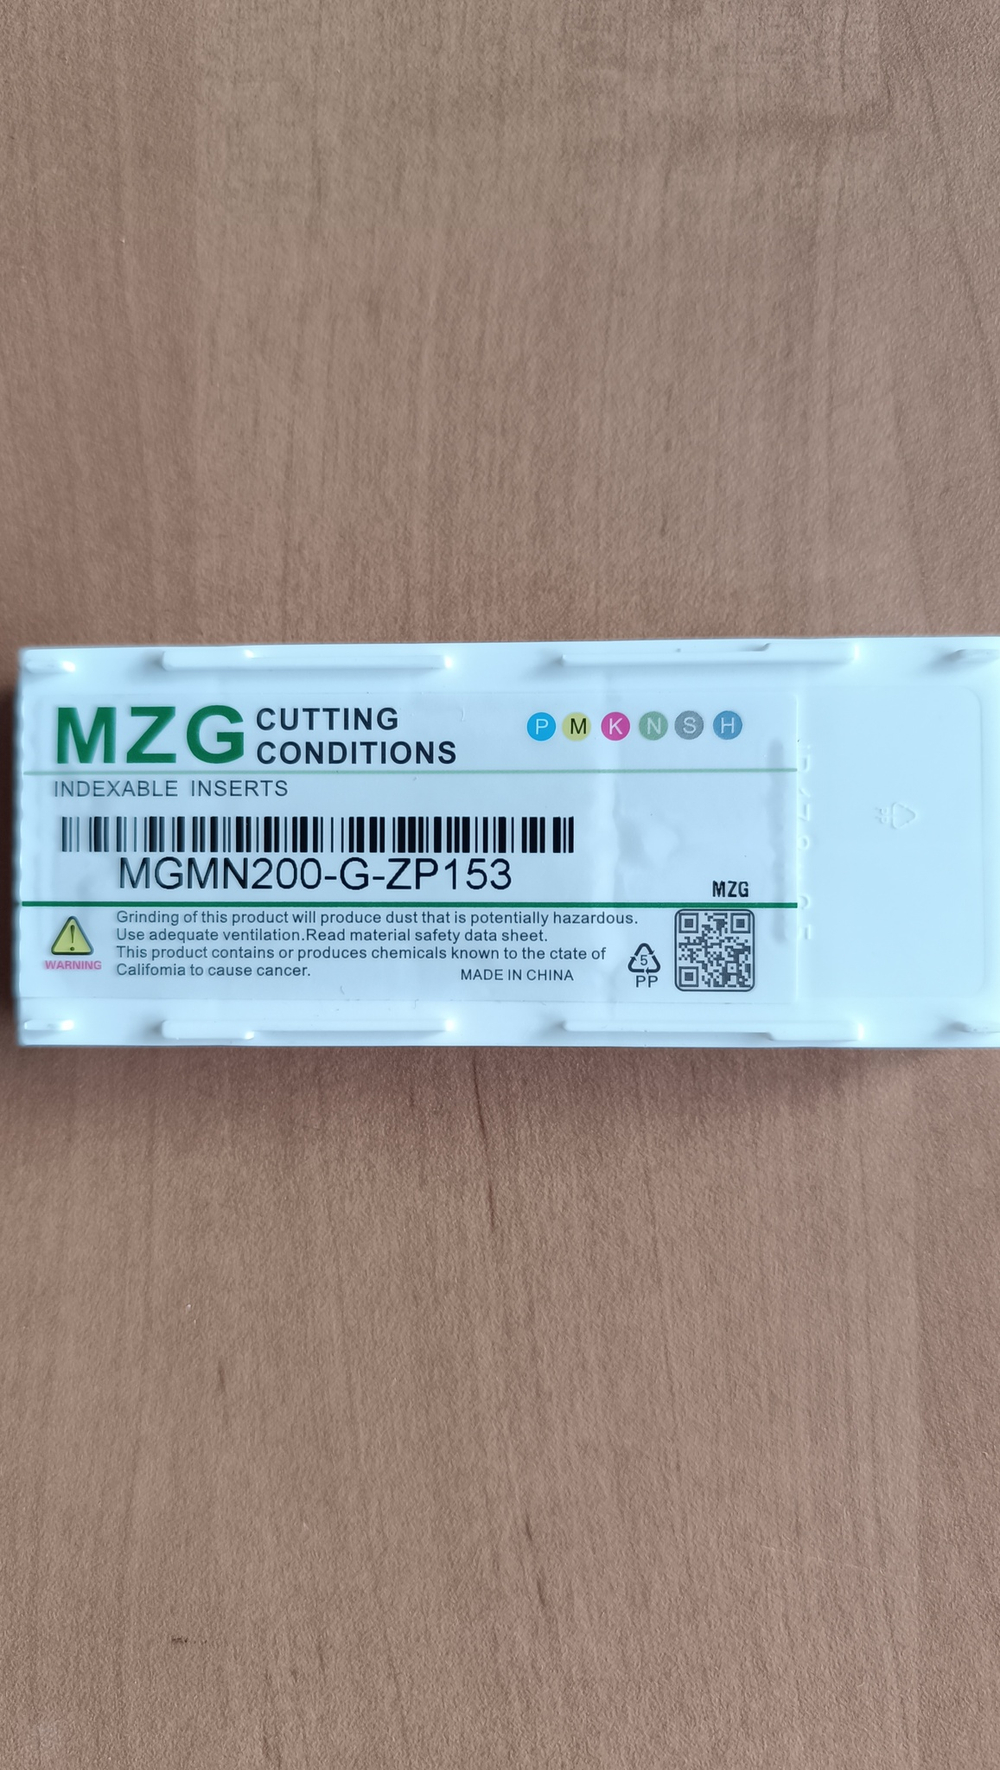 MZG CUTTING CONDITIONS
P M K N S H
INDEXABLE INSERTS
MGMN200-G-ZP153
MZG
WARNING
Grinding of this product will produce dust that is potentially hazardous.
Use adequate ventilation.Read material safety data sheet.
This product contains or produces chemicals known to the ctate of
Califomia to cause cancer.
MADE IN CHINA
5
PP